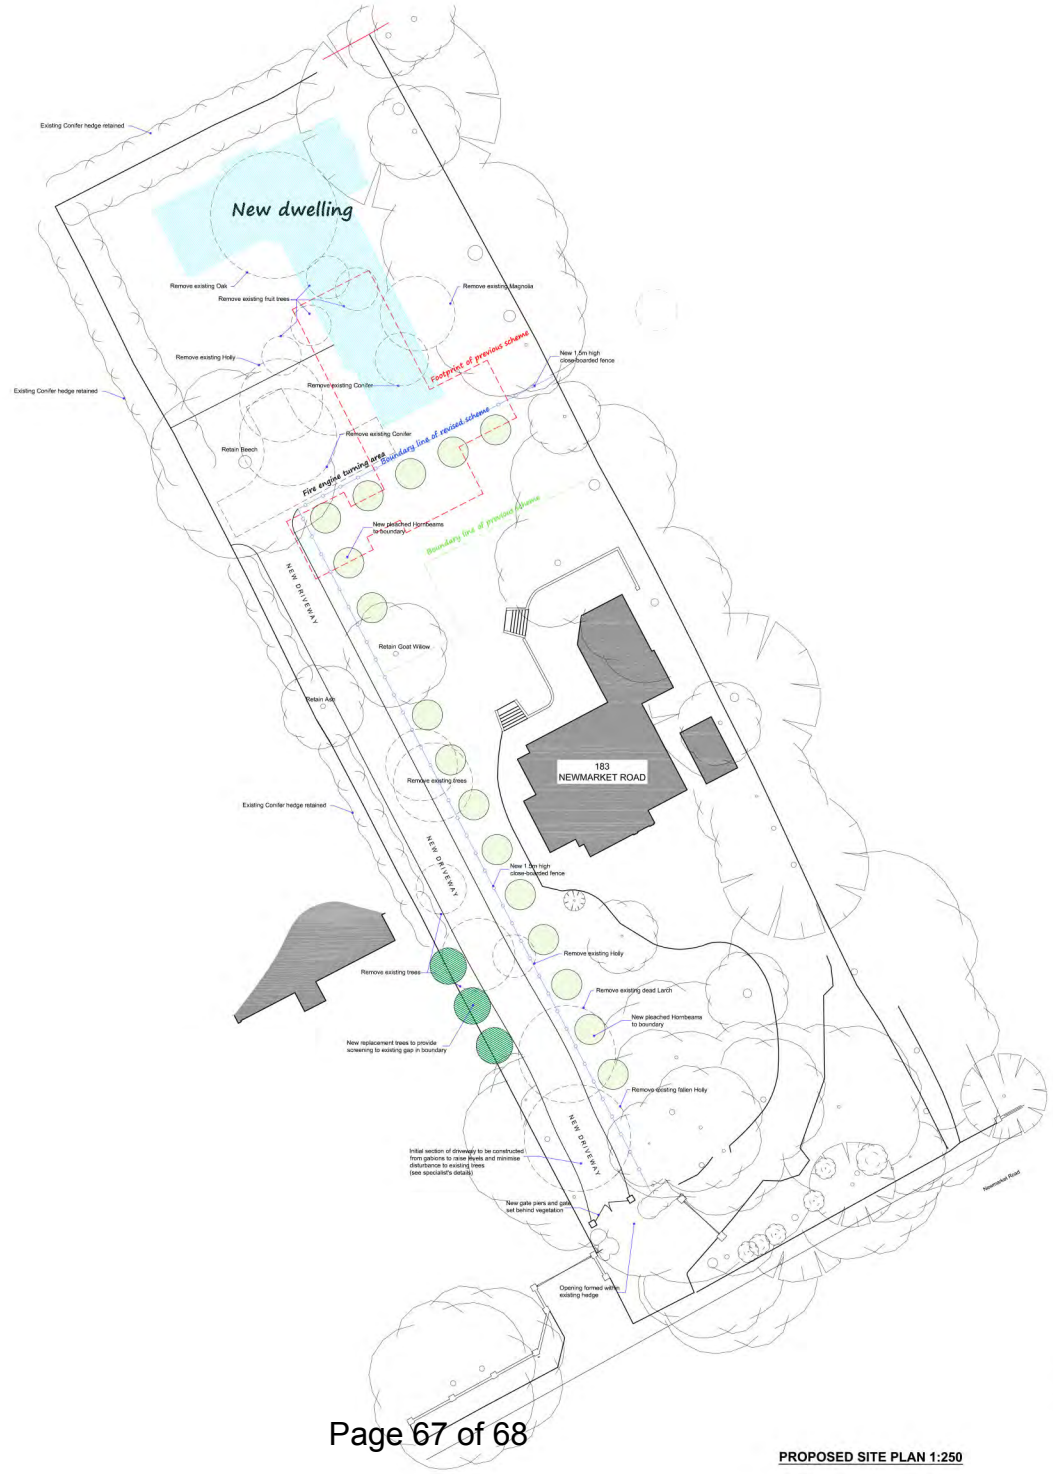 Existing Conifer hedge retained
New dwelling
Remove existing Oak
Remove existing Magnolia
Remove existing fruit trees
Footprint of previous scheme
New 1.5m high
close-boarded fence
Remove existing Holly
Remove existing Conifer
Existing Conifer hedge retained
Boundary line of revised scheme
Remove existing Conifer
Retain Beech
Fire engine turning area
Boundary line of previous scheme
New pleached Hornbeams
to boundary
NEW DRIVEWAY
Retain Goat Willow
Retain Ash
183
NEWMARKET ROAD
Remove existing trees
Existing Conifer hedge retained
NEW DRIVEWAY
New 1.5m high
close-boarded fence
Remove existing Holly
Remove existing trees
Remove existing dead Larch
New pleached Hornbeams
to boundary
New replacement trees to provide
screening to existing gap in boundary
Remove existing fallen Holly
NEW DRIVEWAY
Initial section of driveway to be constructed
from gabions to raise levels and minimise
disturbance to existing trees
(see specialist's details)
Newmarket Road
New gate piers and gate
set behind vegetation
Opening formed within
existing hedge
Page 67 of 68
PROPOSED SITE PLAN 1:250